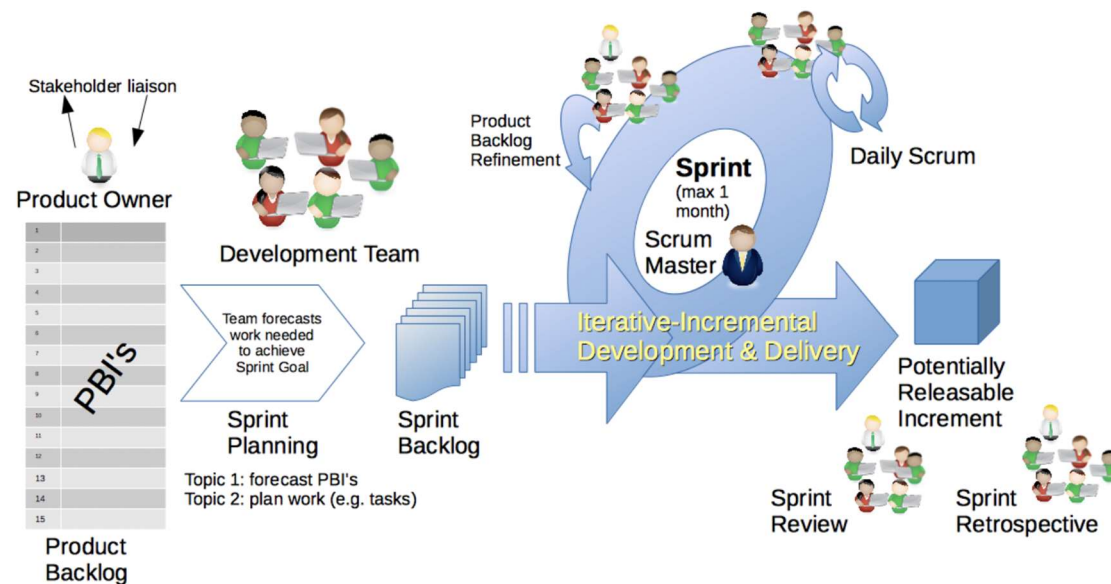 Stakeholder liaison
Product Owner
1
2
3
4
5
6
7
8
9
10
11
12
13
14
15
PBI's
Product
Backlog
Development Team
Team forecasts
work needed
to achieve
Sprint Goal
Sprint
Planning
Topic 1: forecast PBI's
Topic 2: plan work (e.g. tasks)
Sprint
Backlog
Product
Backlog
Refinement
Sprint
(max 1
month)
Scrum
Master
Daily Scrum
Iterative-Incremental
Development & Delivery
Potentially
Releasable
Increment
Sprint
Review
Sprint
Retrospective